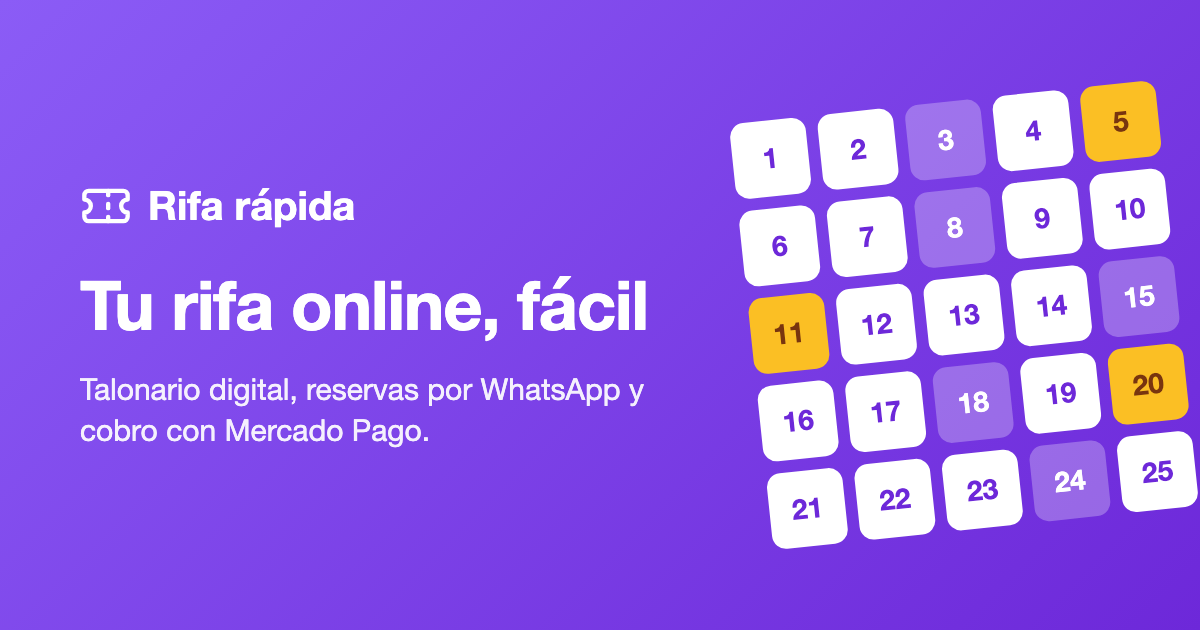 Rifa rápida
Tu rifa online, fácil
Talonario digital, reservas por WhatsApp y
cobro con Mercado Pago.
1 2 3 4 5
6 7 8 9 10
11 12 13 14 15
16 17 18 19 20
21 22 23 24 25